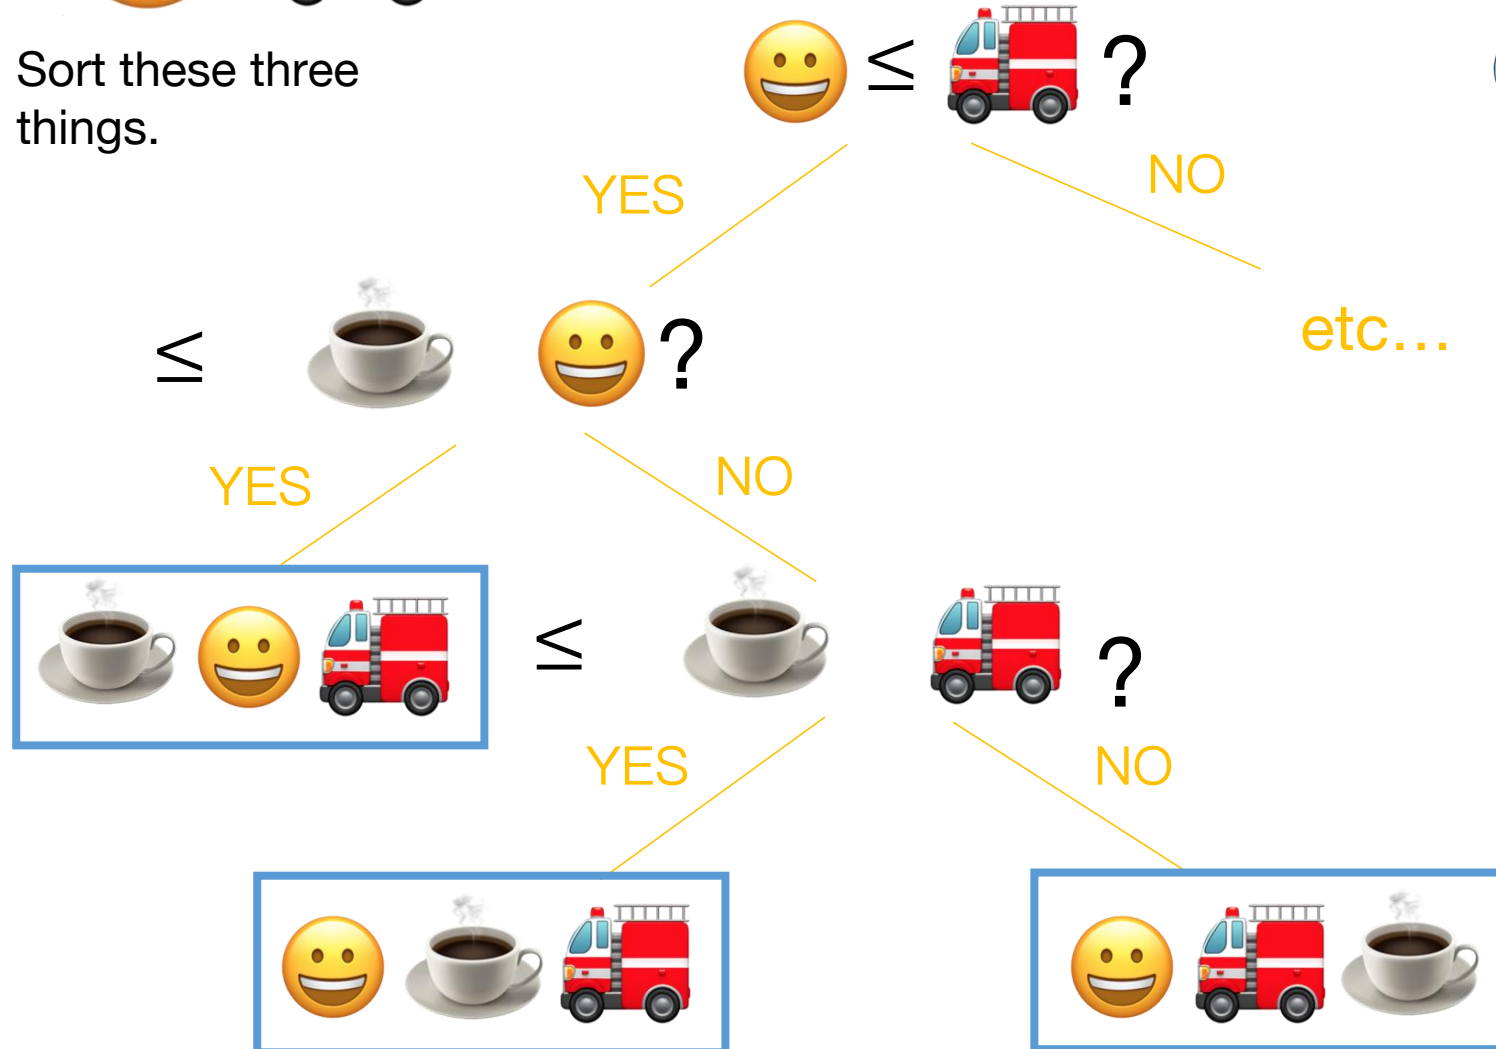 Sort these three
things.
≤ ?
YES
NO
≤ ?
etc...
YES
NO
≤ ?
YES
NO